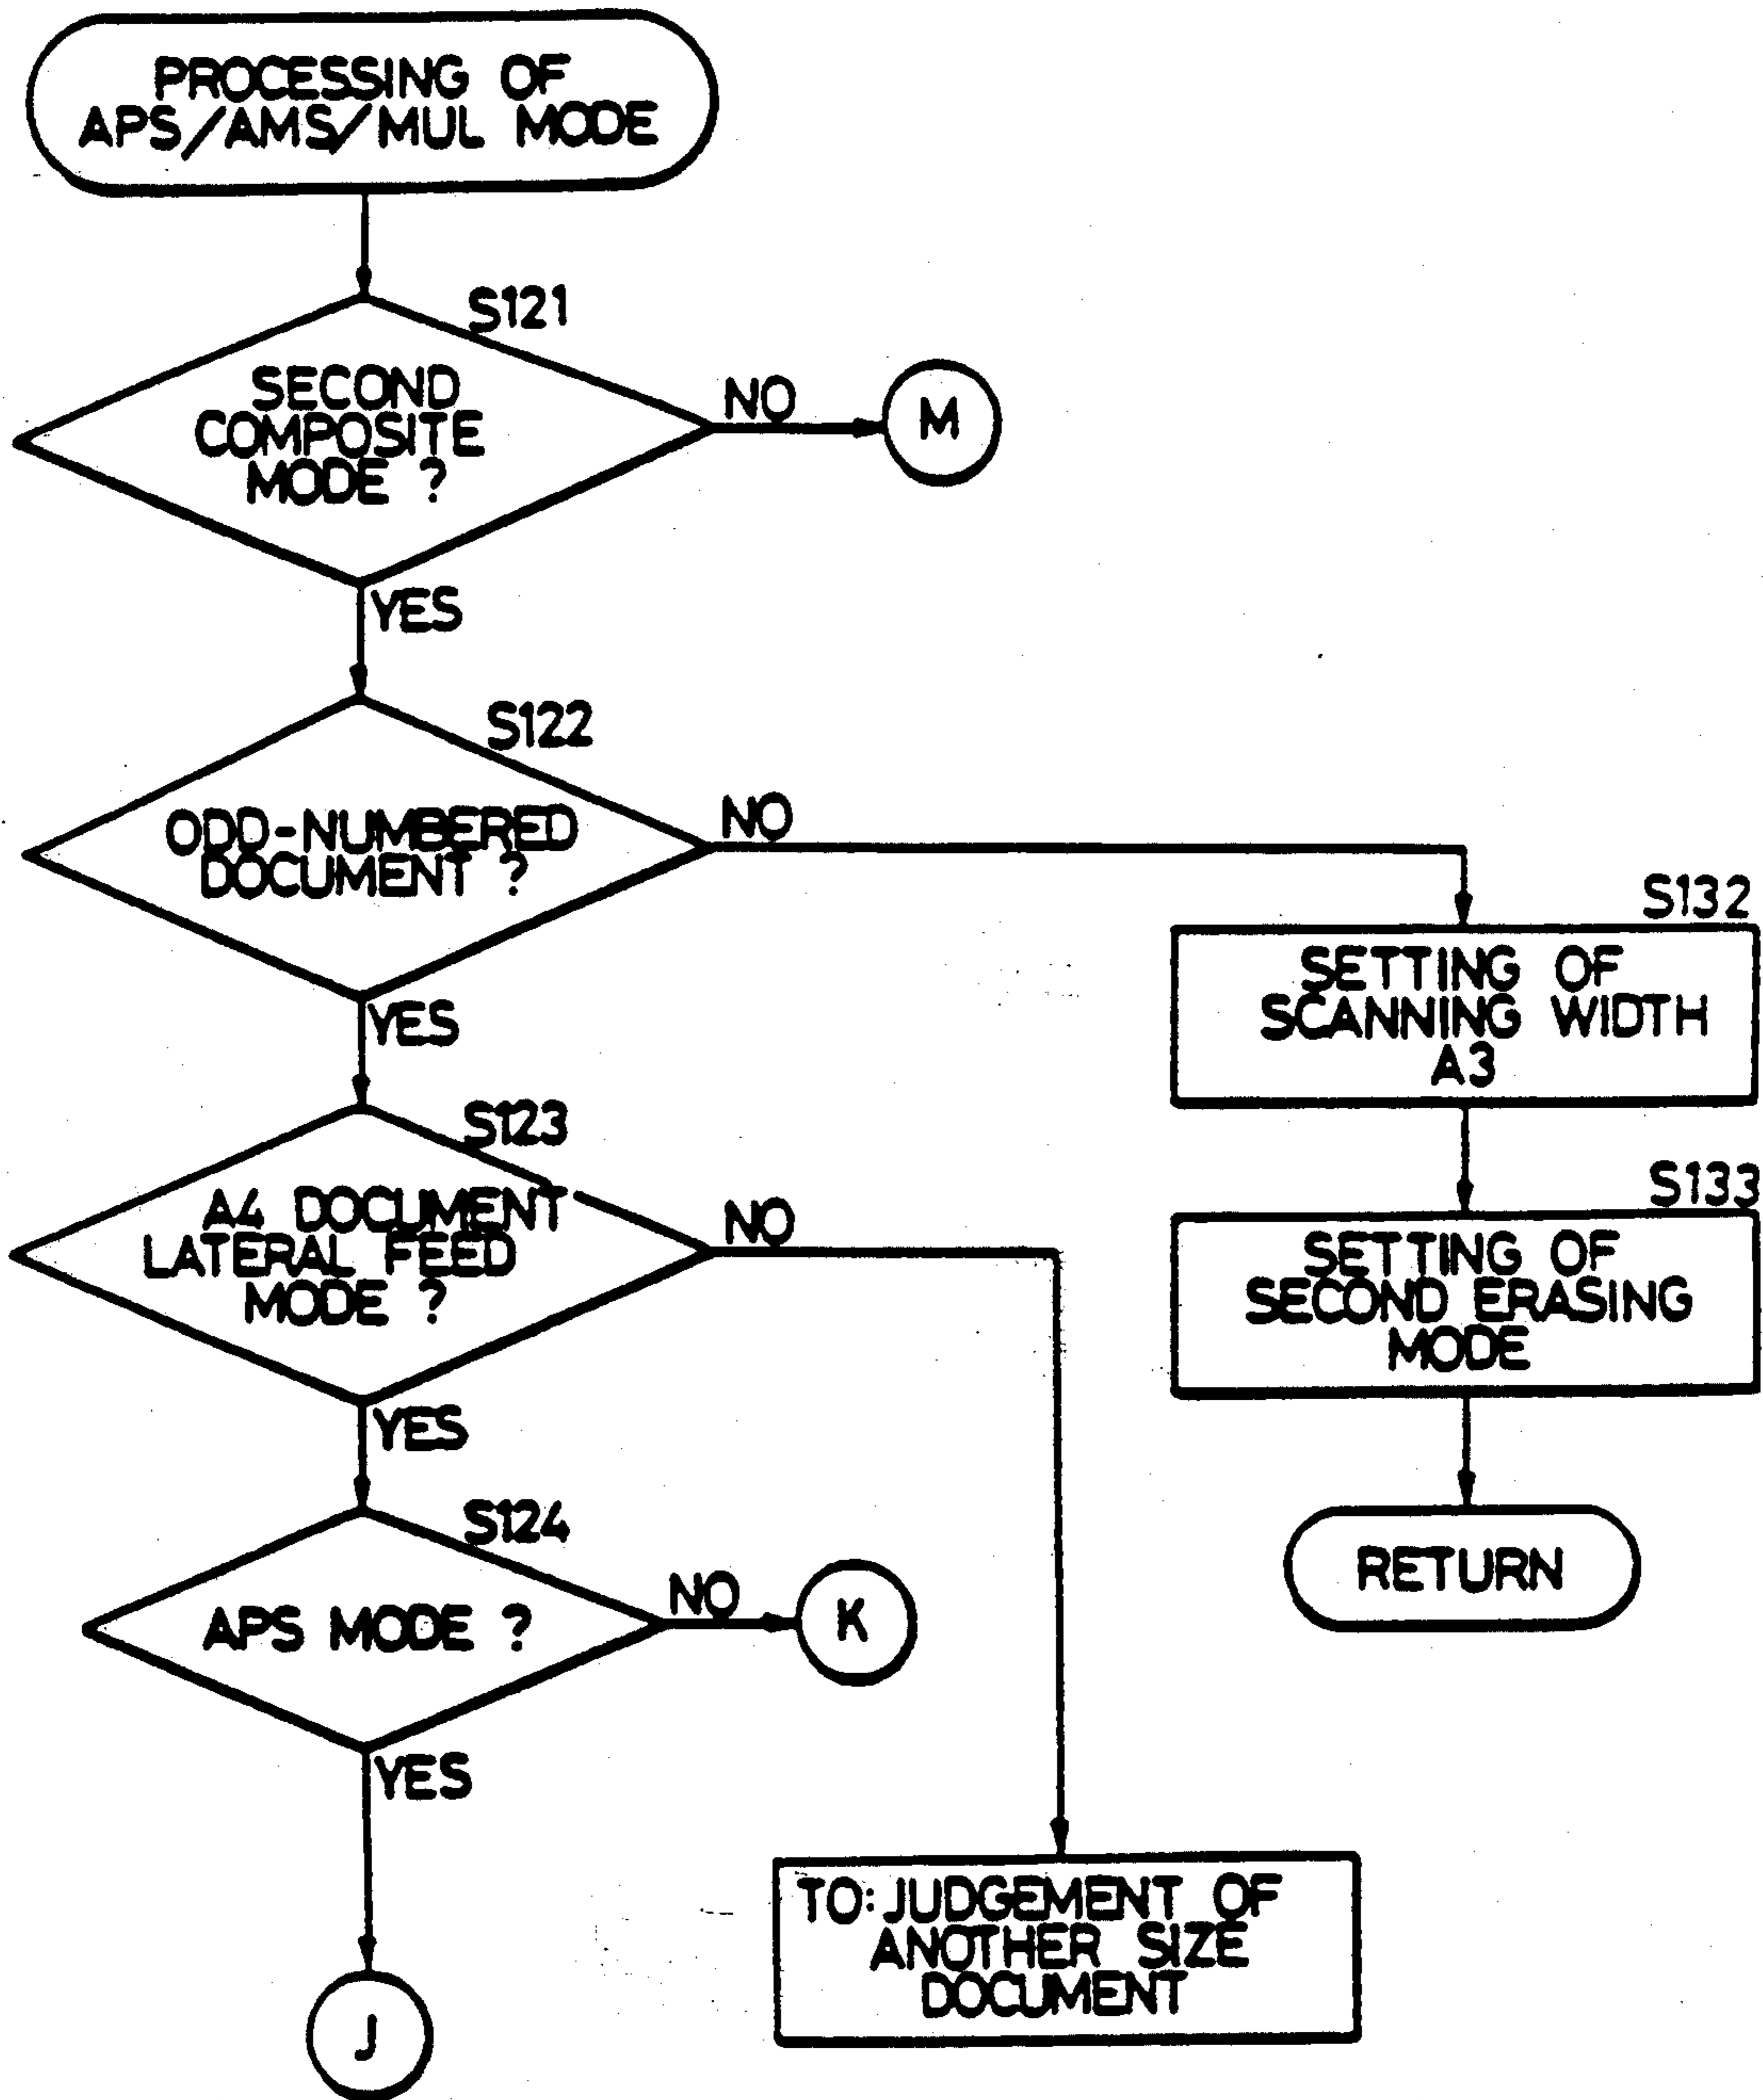 PROCESSING OF
APS/AMS/MUL MODE
S121
SECOND
COMPOSITE
MODE ?
NO
M
YES
S122
ODD-NUMBERED
DOCUMENT ?
NO
YES
S132
SETTING OF
SCANNING WIDTH
A3
S123
A4 DOCUMENT
LATERAL FEED
MODE ?
NO
YES
S133
SETTING OF
SECOND ERASING
MODE
RETURN
S124
APS MODE ?
NO
K
YES
J
TO: JUDGEMENT OF
ANOTHER SIZE
DOCUMENT